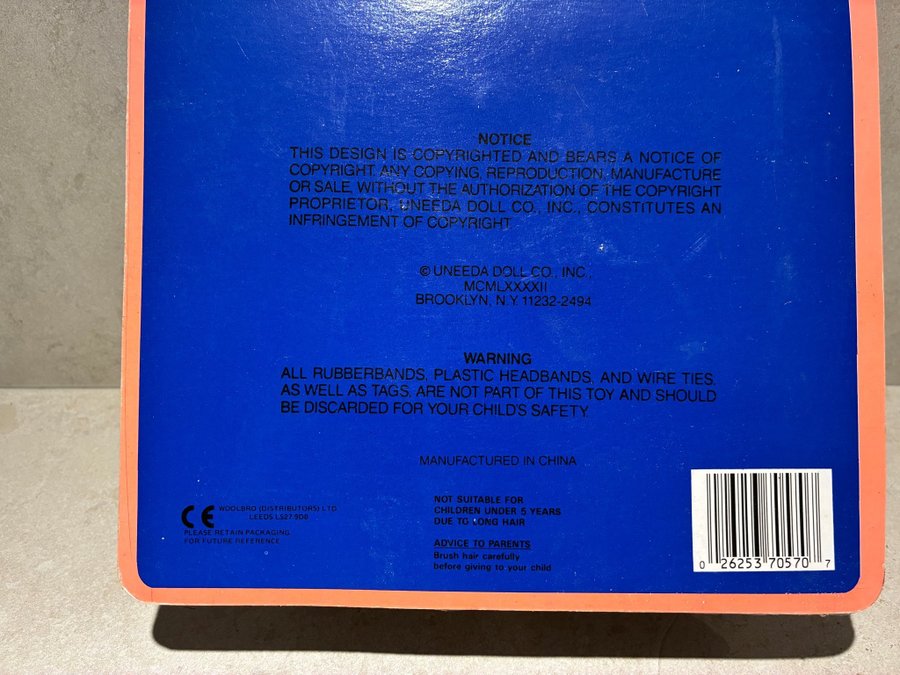 NOTICE
THIS DESIGN IS COPYRIGHTED AND BEARS A NOTICE OF
COPYRIGHT. ANY COPYING, REPRODUCTION, MANUFACTURE
OR SALE, WITHOUT THE AUTHORIZATION OF THE COPYRIGHT
PROPRIETOR, UNEEDA DOLL CO., INC., CONSTITUTES AN
INFRINGEMENT OF COPYRIGHT.
© UNEEDA DOLL CO., INC.,
MCMLXXXXII
BROOKLYN, N.Y. 11232-2494
WARNING
ALL RUBBERBANDS, PLASTIC HEADBANDS, AND WIRE TIES,
AS WELL AS TAGS, ARE NOT PART OF THIS TOY AND SHOULD
BE DISCARDED FOR YOUR CHILD'S SAFETY.
MANUFACTURED IN CHINA
CE WOOLBRO (DISTRIBUTORS) LTG
LEEDS LS27 9D8
PLEASE RETAIN PACKAGING
FOR FUTURE REFERENCE
NOT SUITABLE FOR
CHILDREN UNDER 5 YEARS
DUE TO LONG HAIR
ADVICE TO PARENTS
Brush hair carefully
before giving to your child
0 26253 70570 7